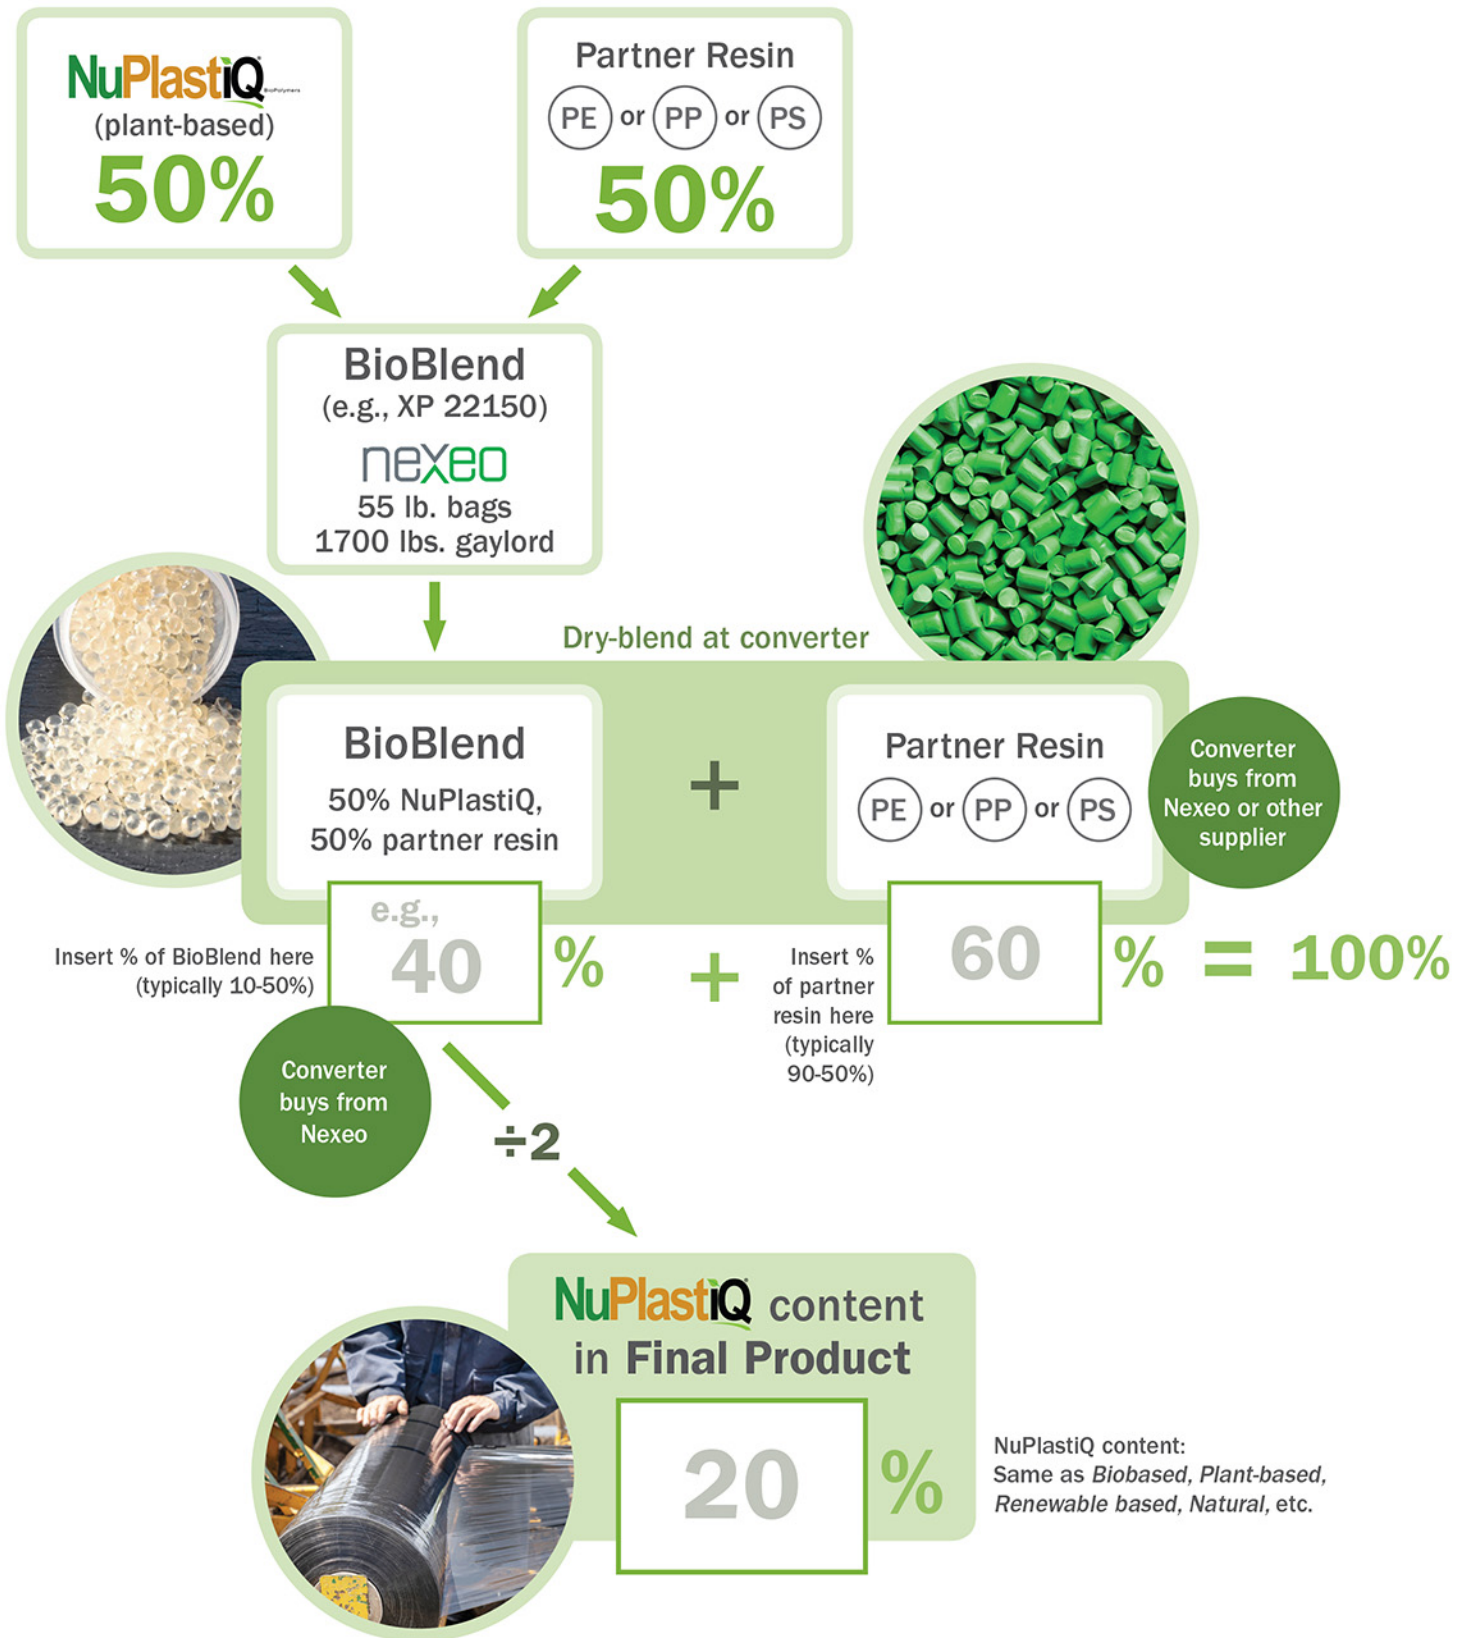 NuPlastiQ BioPolymers
(plant-based)
50%
Partner Resin
PE or PP or PS
50%
BioBlend
(e.g., XP 22150)
nexeo
55 lb. bags
1700 lbs. gaylord
Dry-blend at converter
BioBlend
50% NuPlastiQ,
50% partner resin
+
Partner Resin
PE or PP or PS
Converter
buys from
Nexeo or other
supplier
Insert % of BioBlend here
(typically 10-50%)
e.g.,
40 %
+
Insert %
of partner
resin here
(typically
90-50%)
60 % = 100%
Converter
buys from
Nexeo
÷2
NuPlastiQ content
in Final Product
20 %
NuPlastiQ content:
Same as Biobased, Plant-based,
Renewable based, Natural, etc.